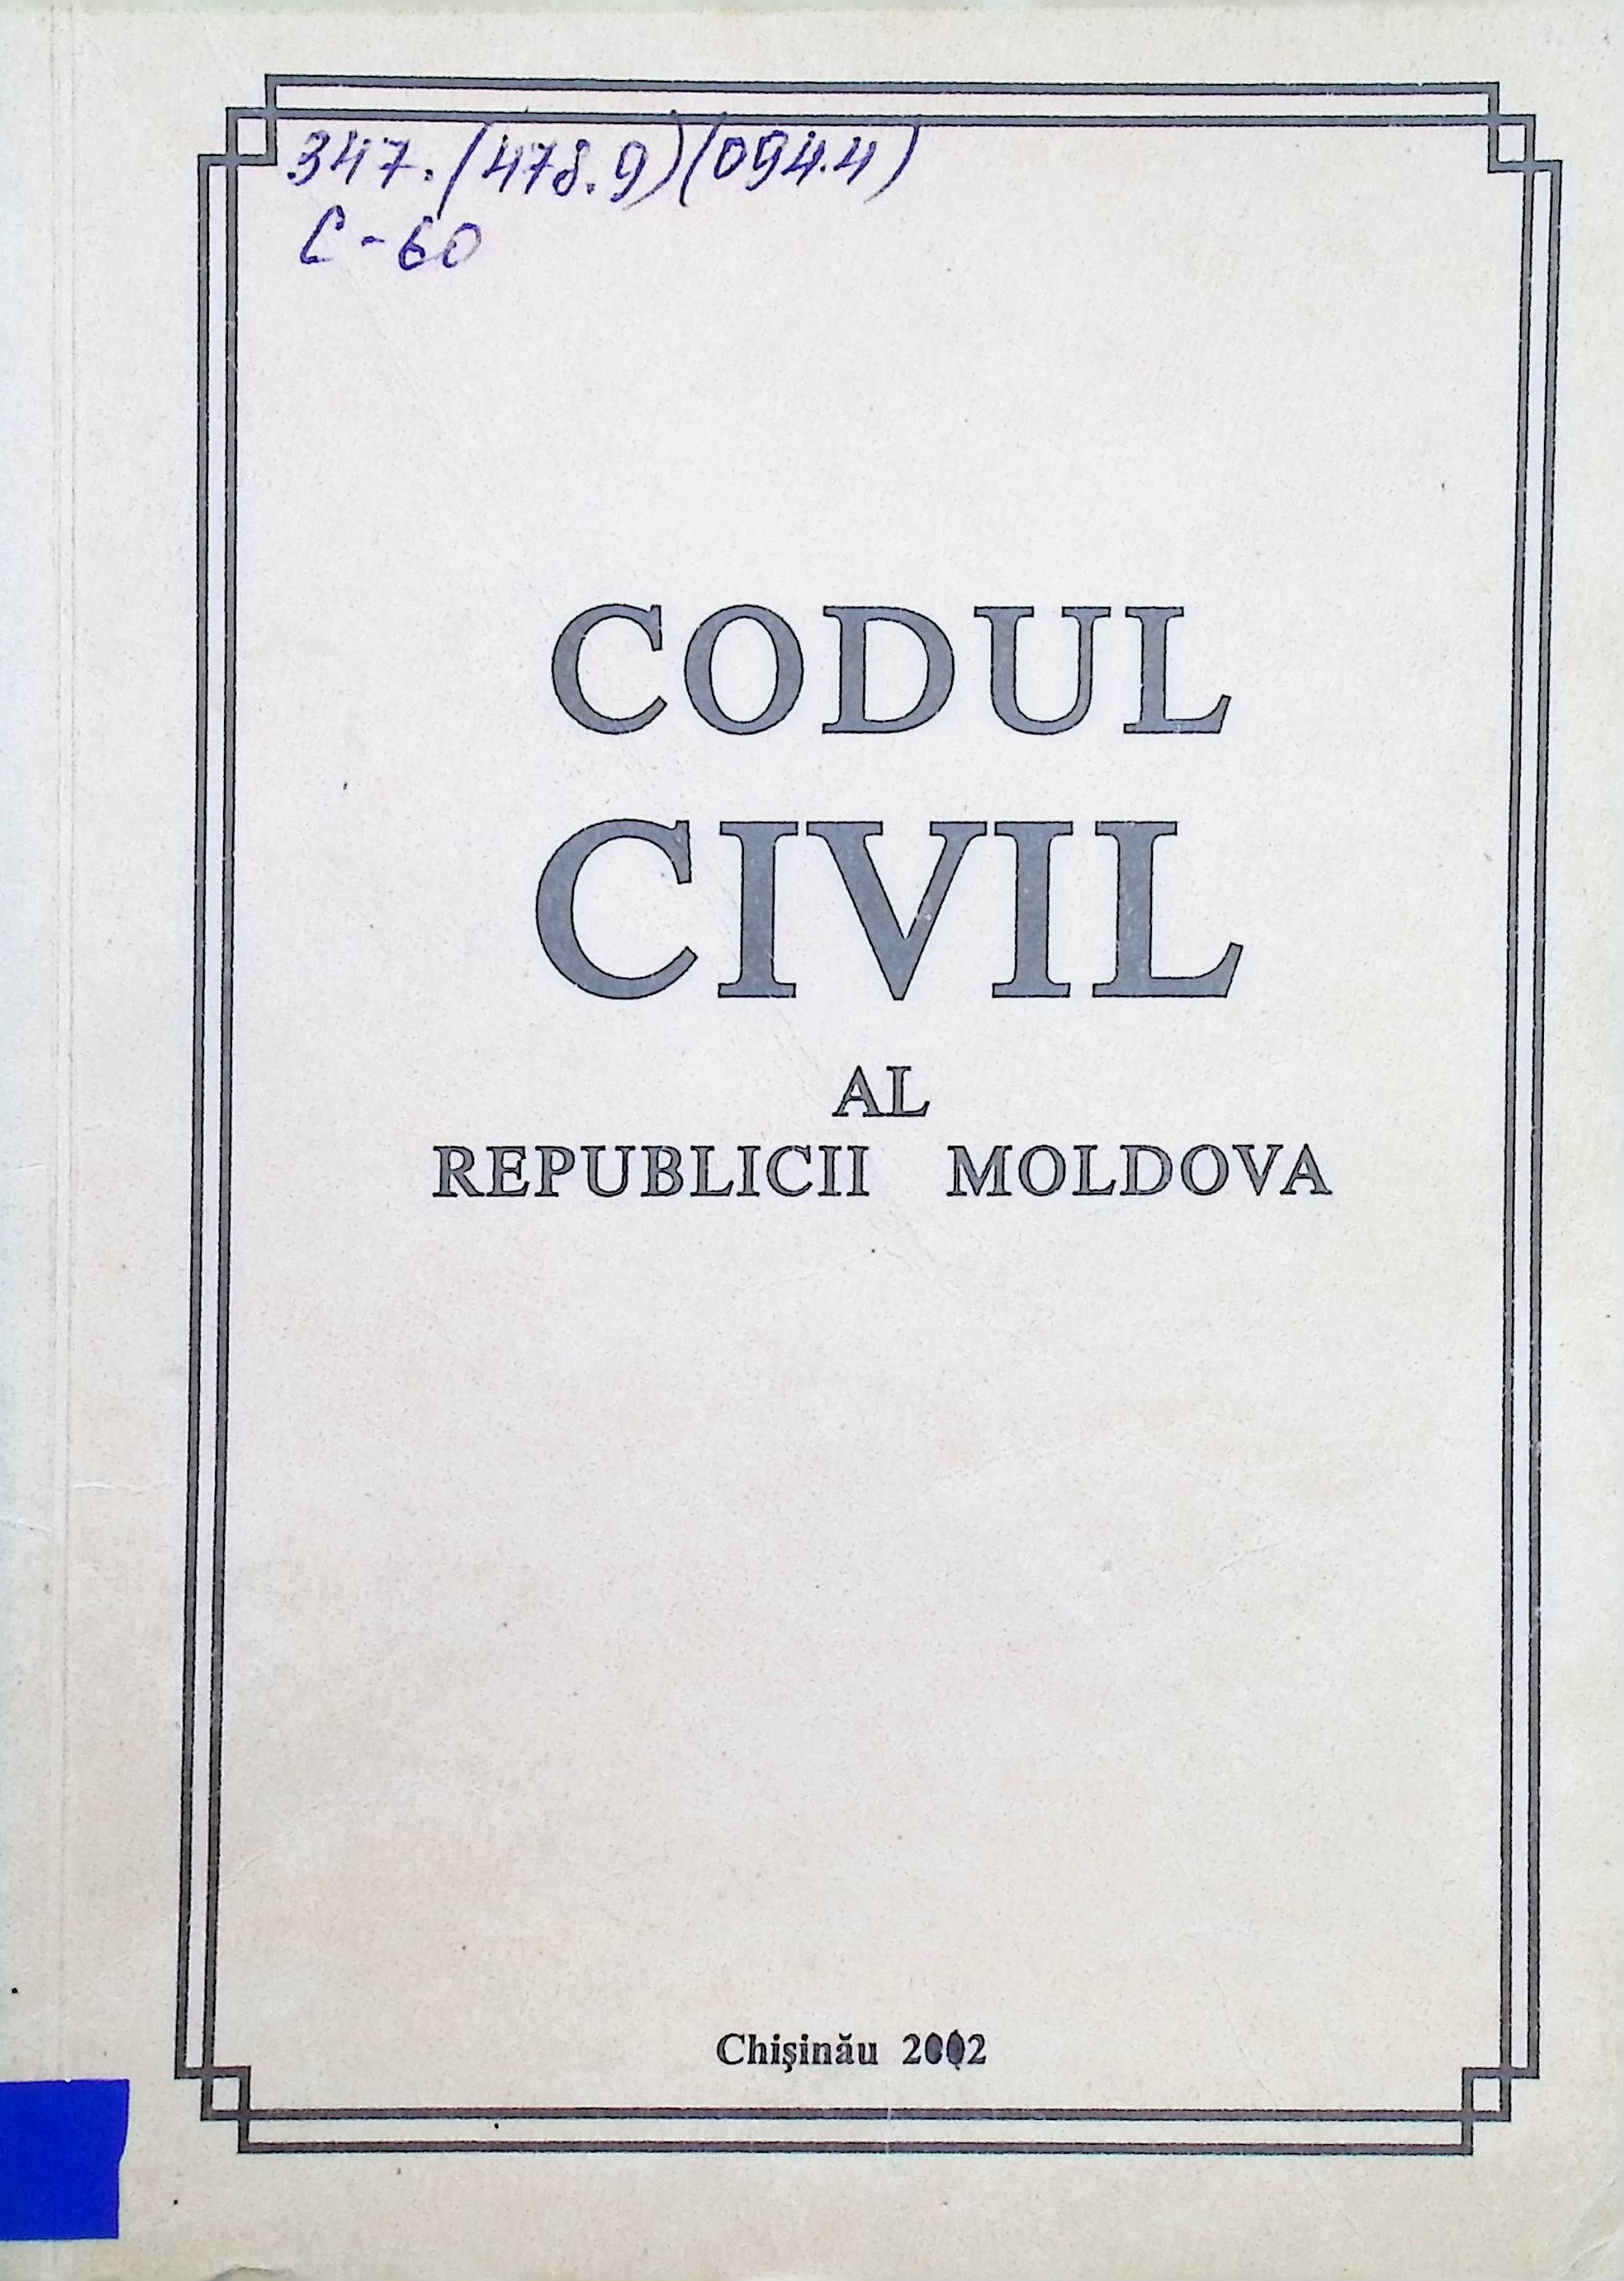 347.(478.9)(094.4)
C-60
CODUL
CIVIL
AL
REPUBLICII MOLDOVA
Chişinău 2002